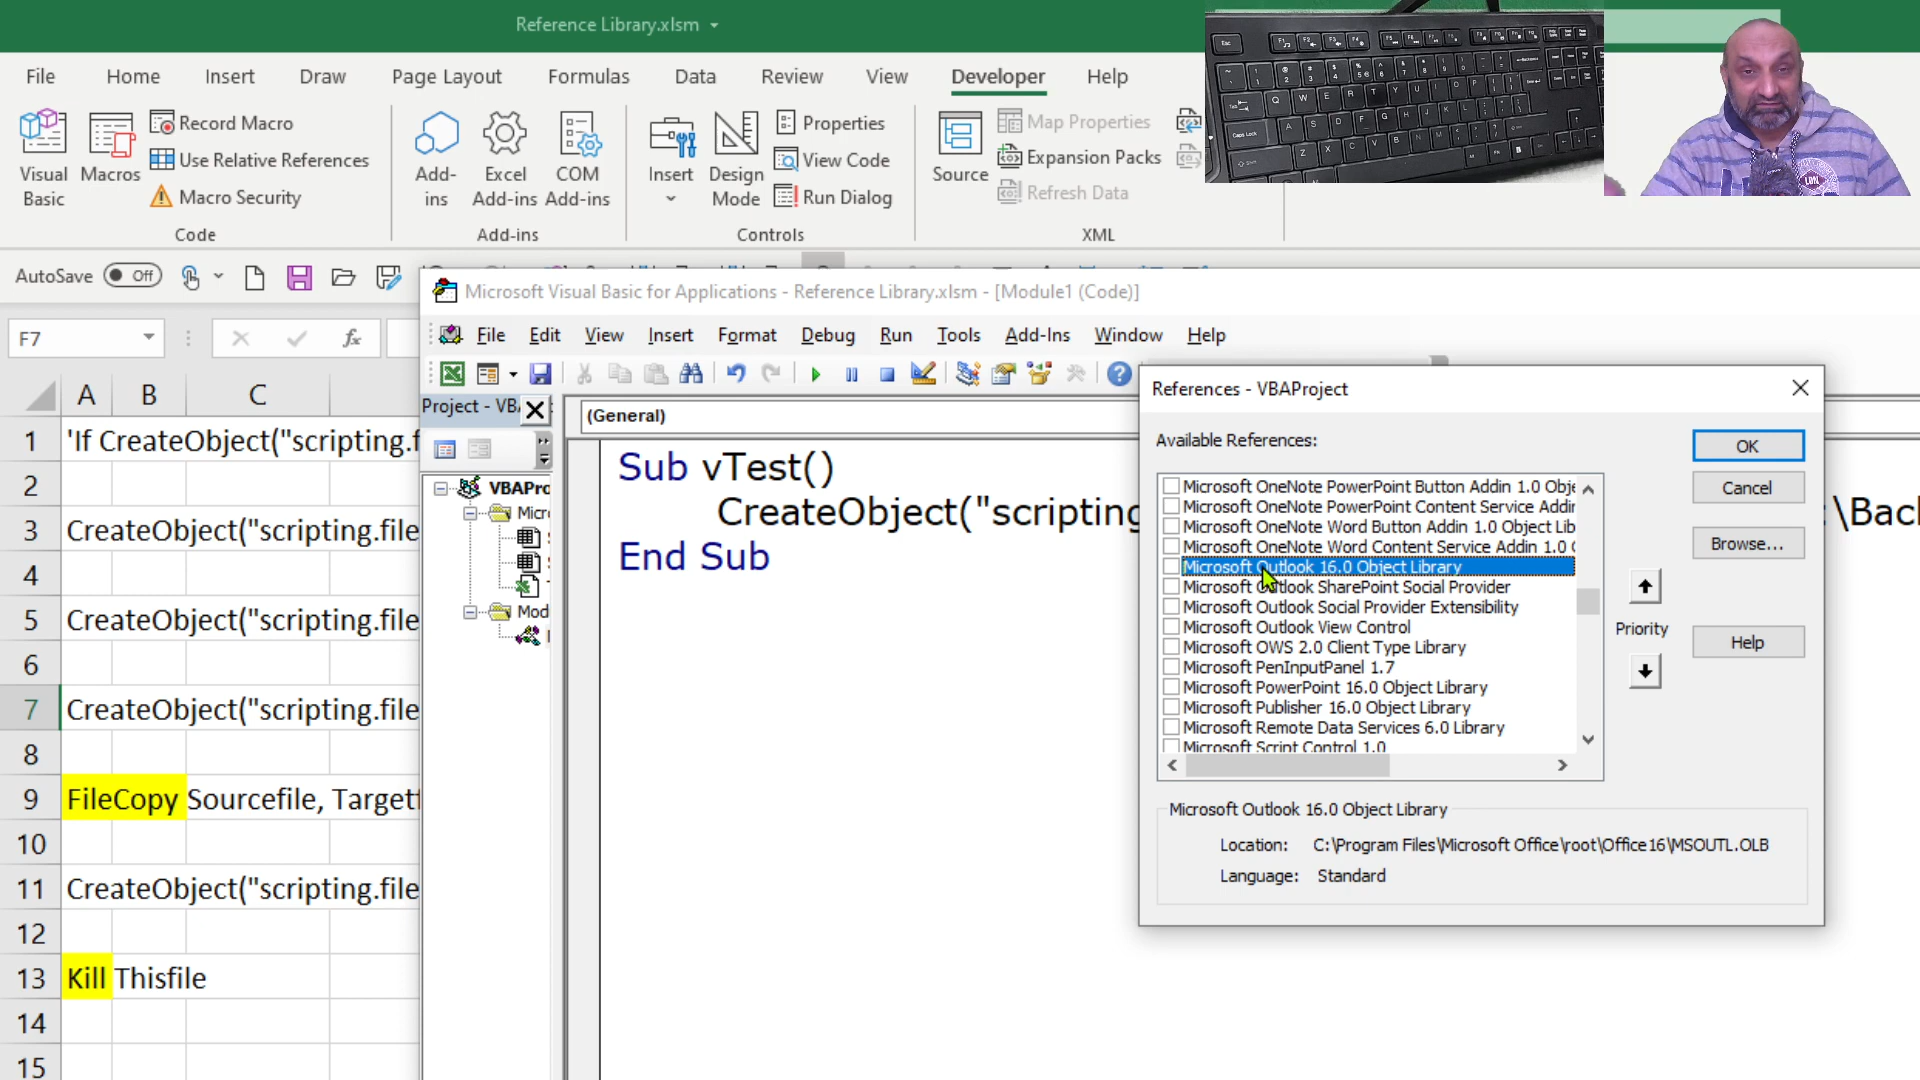 Reference Library.xlsm
File Home Insert Draw Page Layout Formulas Data Review View Developer Help
Visual Basic
Macros
Record Macro
Use Relative References
Macro Security
Code
Add-ins
Excel Add-ins
COM Add-ins
Add-ins
Insert
Design Mode
Properties
View Code
Run Dialog
Controls
Source
Map Properties
Expansion Packs
Refresh Data
XML
AutoSave Off
F7
fx
A B C
1 'If CreateObject("scripting.f
2
3 CreateObject("scripting.file
4
5 CreateObject("scripting.file
6
7 CreateObject("scripting.file
8
9 FileCopy Sourcefile, Targetf
10
11 CreateObject("scripting.file
12
13 Kill Thisfile
14
15
Microsoft Visual Basic for Applications - Reference Library.xlsm - [Module1 (Code)]
File Edit View Insert Format Debug Run Tools Add-Ins Window Help
Project - VB
VBAPro
Micr
Mod
(General)
Sub vTest()
CreateObject("scripting
:\Back
End Sub
References - VBAProject
Available References:
Microsoft OneNote PowerPoint Button Addin 1.0 Obje
Microsoft OneNote PowerPoint Content Service Addir
Microsoft OneNote Word Button Addin 1.0 Object Lib
Microsoft OneNote Word Content Service Addin 1.0 (
Microsoft Outlook 16.0 Object Library
Microsoft Outlook SharePoint Social Provider
Microsoft Outlook Social Provider Extensibility
Microsoft Outlook View Control
Microsoft OWS 2.0 Client Type Library
Microsoft PenInputPanel 1.7
Microsoft PowerPoint 16.0 Object Library
Microsoft Publisher 16.0 Object Library
Microsoft Remote Data Services 6.0 Library
Microsoft Script Control 1.0
OK
Cancel
Browse...
Priority
Help
Microsoft Outlook 16.0 Object Library
Location: C:\Program Files\Microsoft Office\root\Office16\MSOUTL.OLB
Language: Standard